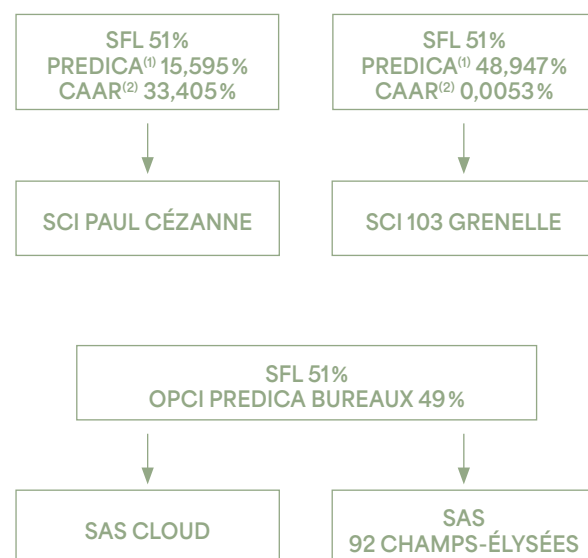 SFL 51%
PREDICA(1) 15,595%
CAAR(2) 33,405%
SFL 51%
PREDICA(1) 48,947%
CAAR(2) 0,0053%
SCI PAUL CÉZANNE
SCI 103 GRENELLE
SFL 51%
OPCI PREDICA BUREAUX 49%
SAS CLOUD
SAS
92 CHAMPS-ÉLYSÉES